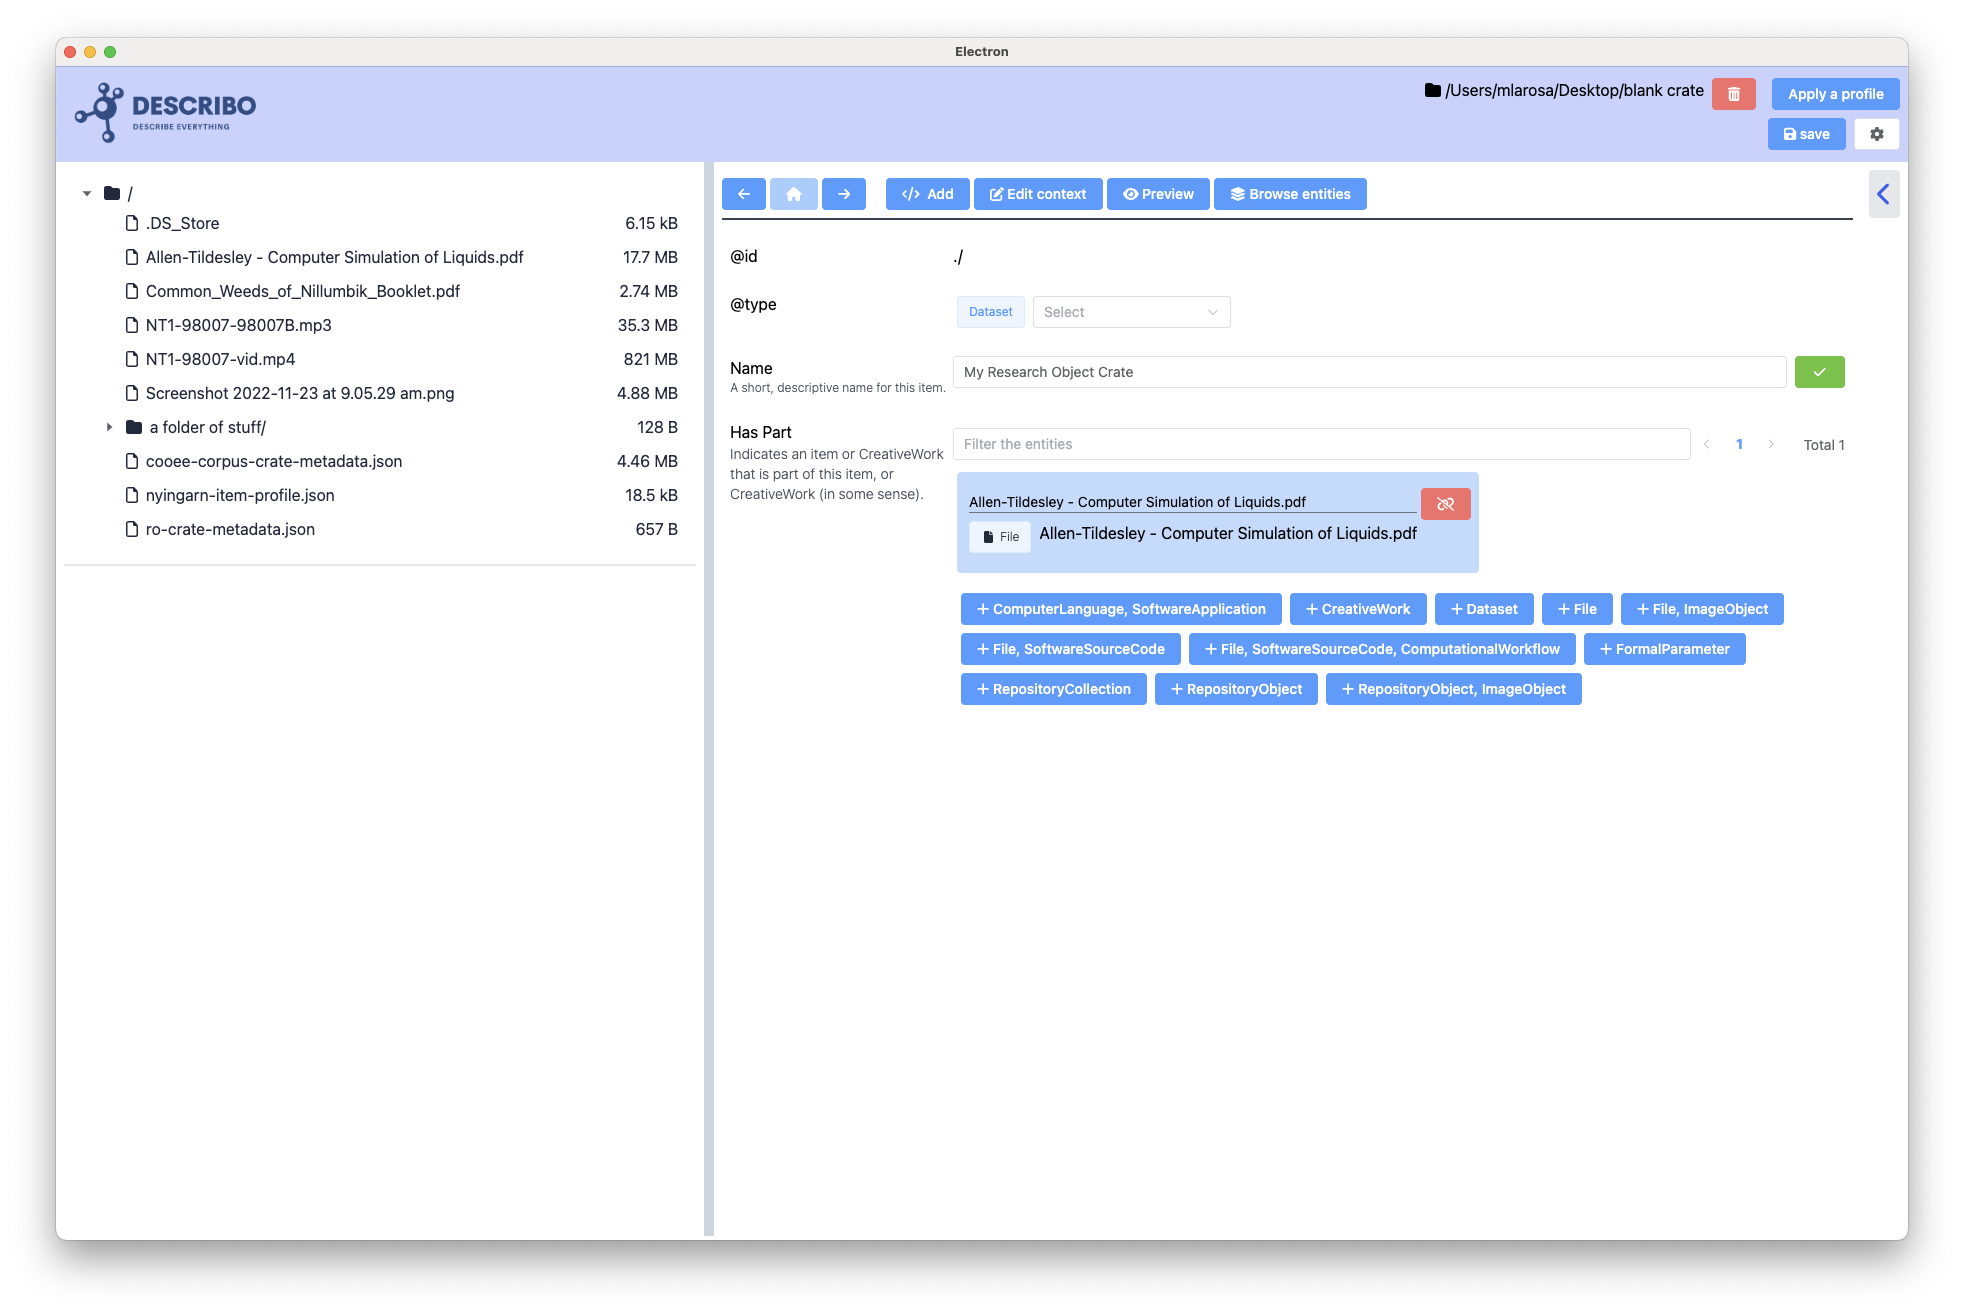 Electron
DESCRIBO
DESCRIBE EVERYTHING
/Users/mlarosa/Desktop/blank crate
Apply a profile
save
/
.DS_Store 6.15 kB
Allen-Tildesley - Computer Simulation of Liquids.pdf 17.7 MB
Common_Weeds_of_Nillumbik_Booklet.pdf 2.74 MB
NT1-98007-98007B.mp3 35.3 MB
NT1-98007-vid.mp4 821 MB
Screenshot 2022-11-23 at 9.05.29 am.png 4.88 MB
a folder of stuff/ 128 B
cooee-corpus-crate-metadata.json 4.46 MB
nyingarn-item-profile.json 18.5 kB
ro-crate-metadata.json 657 B
</> Add Edit context Preview Browse entities
@id ./
@type Dataset Select
Name My Research Object Crate
A short, descriptive name for this item.
Has Part Filter the entities 1 Total 1
Indicates an item or CreativeWork
that is part of this item, or
CreativeWork (in some sense).
Allen-Tildesley - Computer Simulation of Liquids.pdf
File Allen-Tildesley - Computer Simulation of Liquids.pdf
+ ComputerLanguage, SoftwareApplication + CreativeWork + Dataset + File + File, ImageObject
+ File, SoftwareSourceCode + File, SoftwareSourceCode, ComputationalWorkflow + FormalParameter
+ RepositoryCollection + RepositoryObject + RepositoryObject, ImageObject